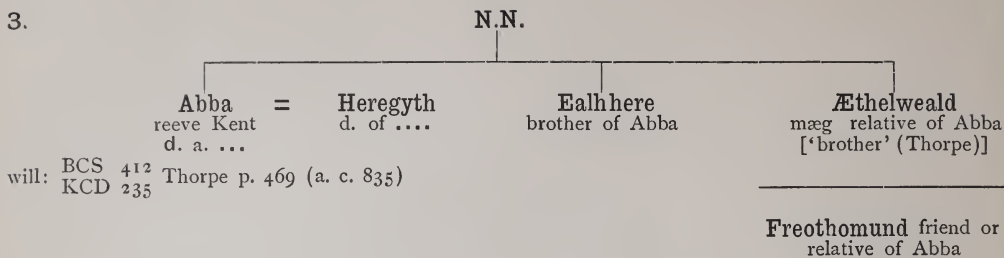 3.
N.N.
Abba = Heregyth Ealhhere Æthelweald
reeve Kent d. of .... brother of Abba mæg relative of Abba
d. a. ... ['brother' (Thorpe)]
will: BCS 412 Thorpe p. 469 (a. c. 835)
KCD 235
Freothomund friend or
relative of Abba